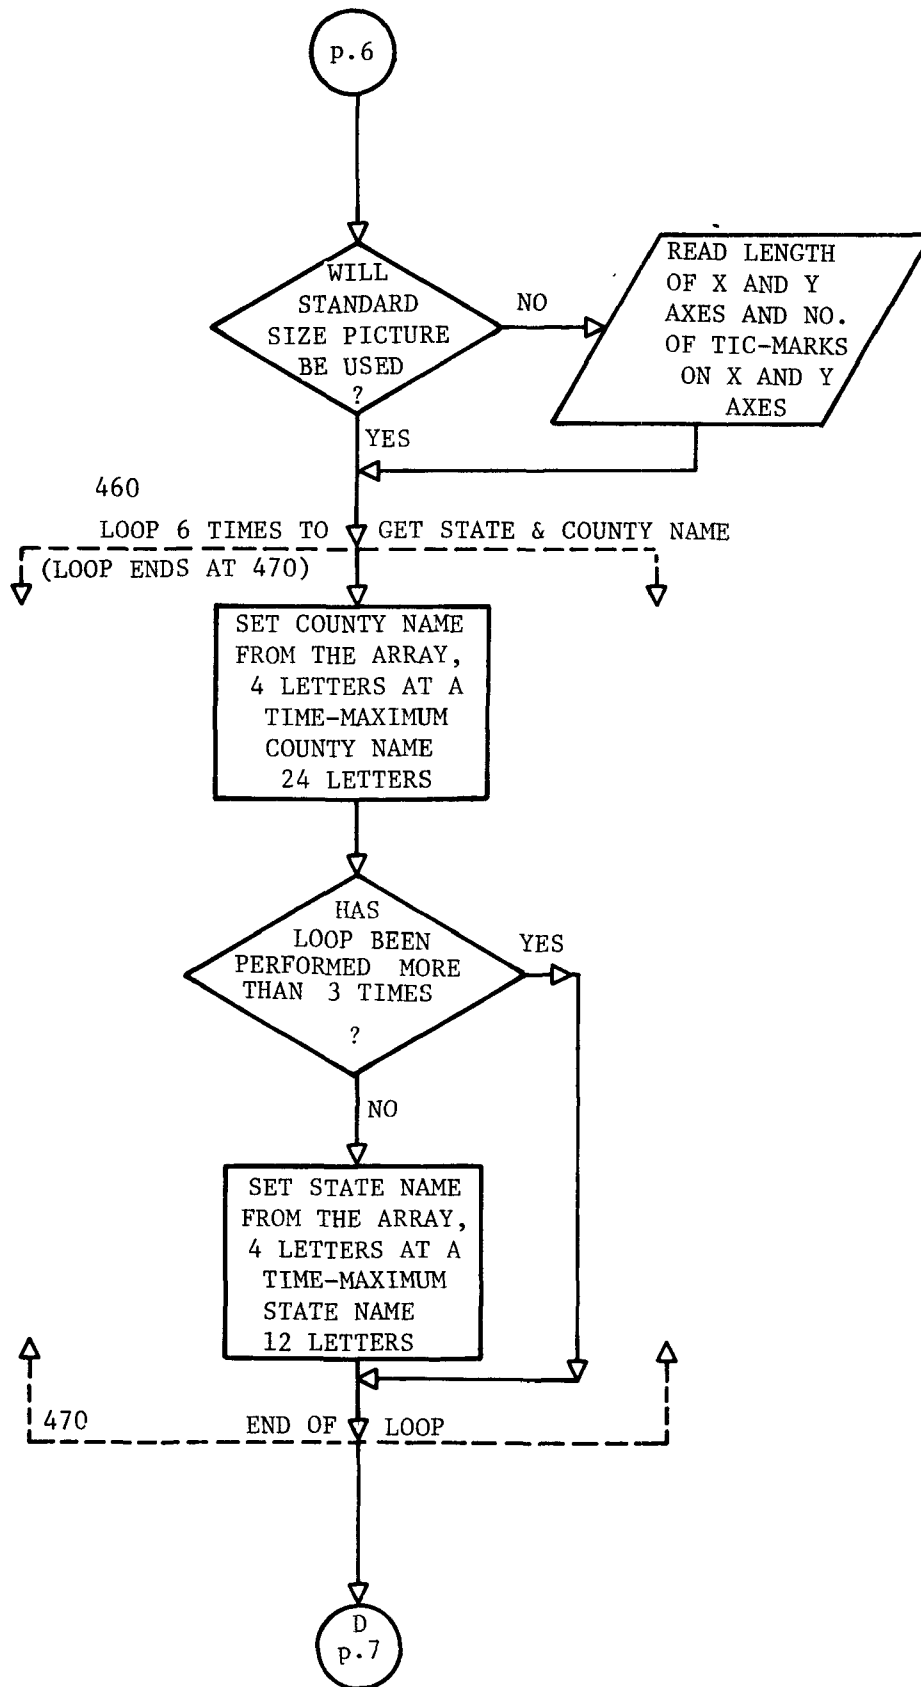 p.6
WILL
STANDARD
SIZE PICTURE
BE USED
?
NO
READ LENGTH
OF X AND Y
AXES AND NO.
OF TIC-MARKS
ON X AND Y
AXES
YES
460
LOOP 6 TIMES TO GET STATE & COUNTY NAME
(LOOP ENDS AT 470)
SET COUNTY NAME
FROM THE ARRAY,
4 LETTERS AT A
TIME-MAXIMUM
COUNTY NAME
24 LETTERS
HAS
LOOP BEEN
PERFORMED MORE
THAN 3 TIMES
?
YES
NO
SET STATE NAME
FROM THE ARRAY,
4 LETTERS AT A
TIME-MAXIMUM
STATE NAME
12 LETTERS
470 END OF LOOP
D
p.7